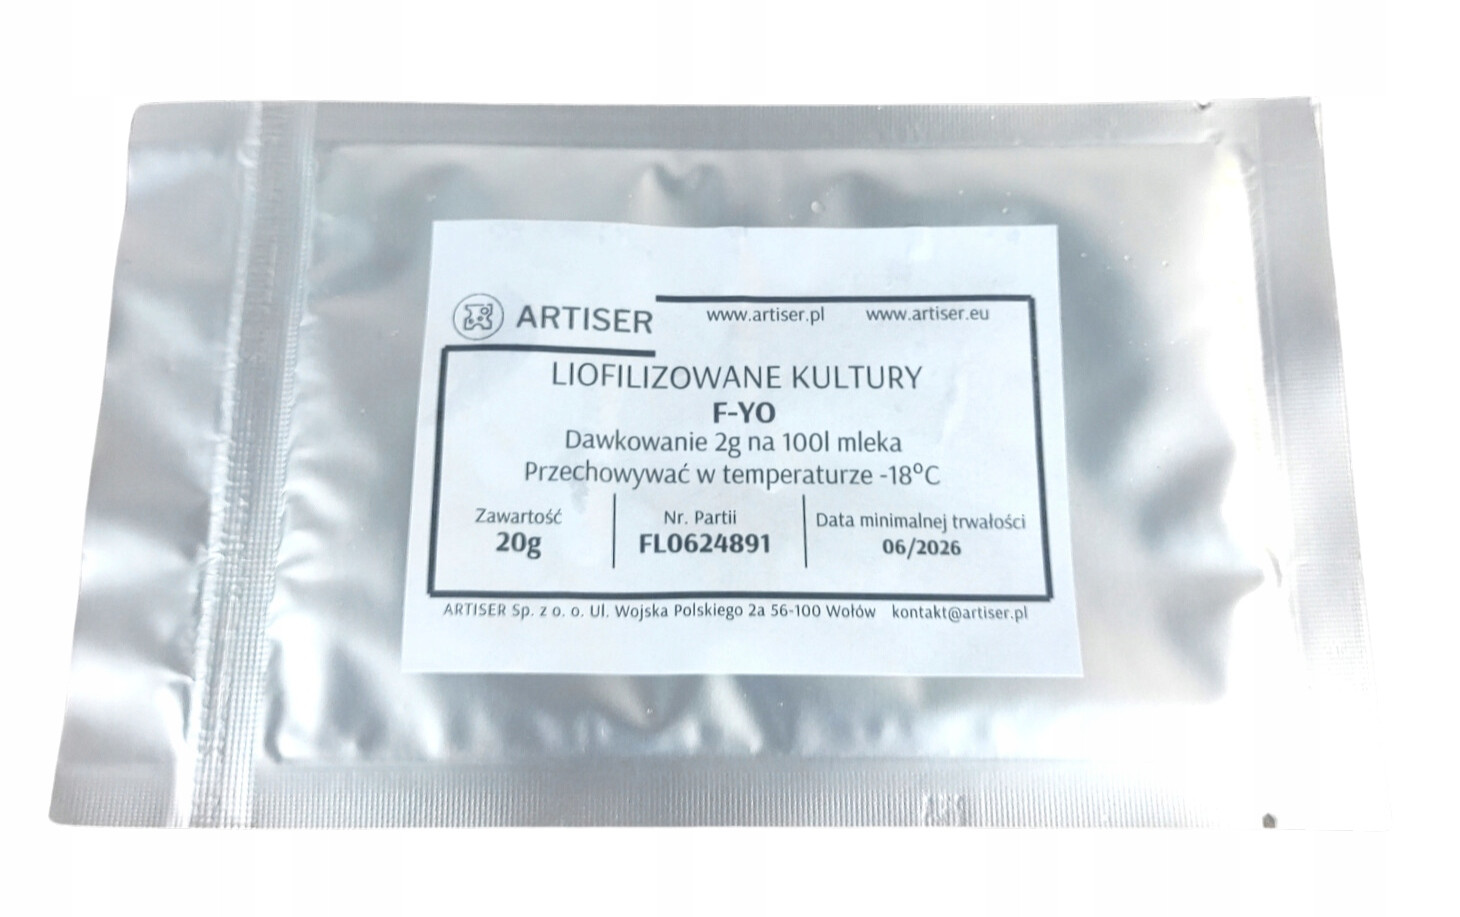 ARTISER
www.artiser.pl www.artiser.eu
LIOFILIZOWANE KULTURY
F-YO
Dawkowanie 2g na 100l mleka
Przechowywać w temperaturze -18°C
Zawartość
20g
Nr. Partii
FL0624891
Data minimalnej trwałości
06/2026
ARTISER Sp. z o. o. Ul. Wojska Polskiego 2a 56-100 Wołów kontakt@artiser.pl